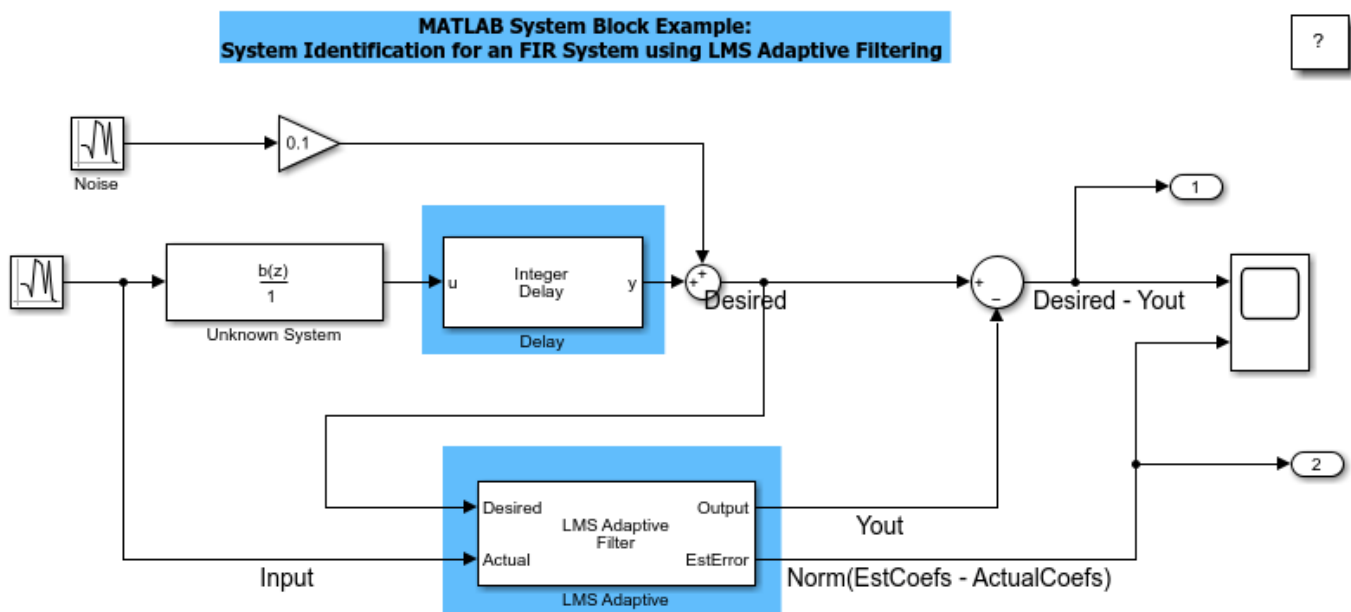 MATLAB System Block Example:
System Identification for an FIR System using LMS Adaptive Filtering
?
0.1
Noise
1
b(z)
1
Unknown System
u
Integer
Delay
y
Delay
+
+
Desired
+
−
Desired - Yout
2
Desired
Actual
LMS Adaptive
Filter
Output
EstError
LMS Adaptive
Input
Yout
Norm(EstCoefs - ActualCoefs)